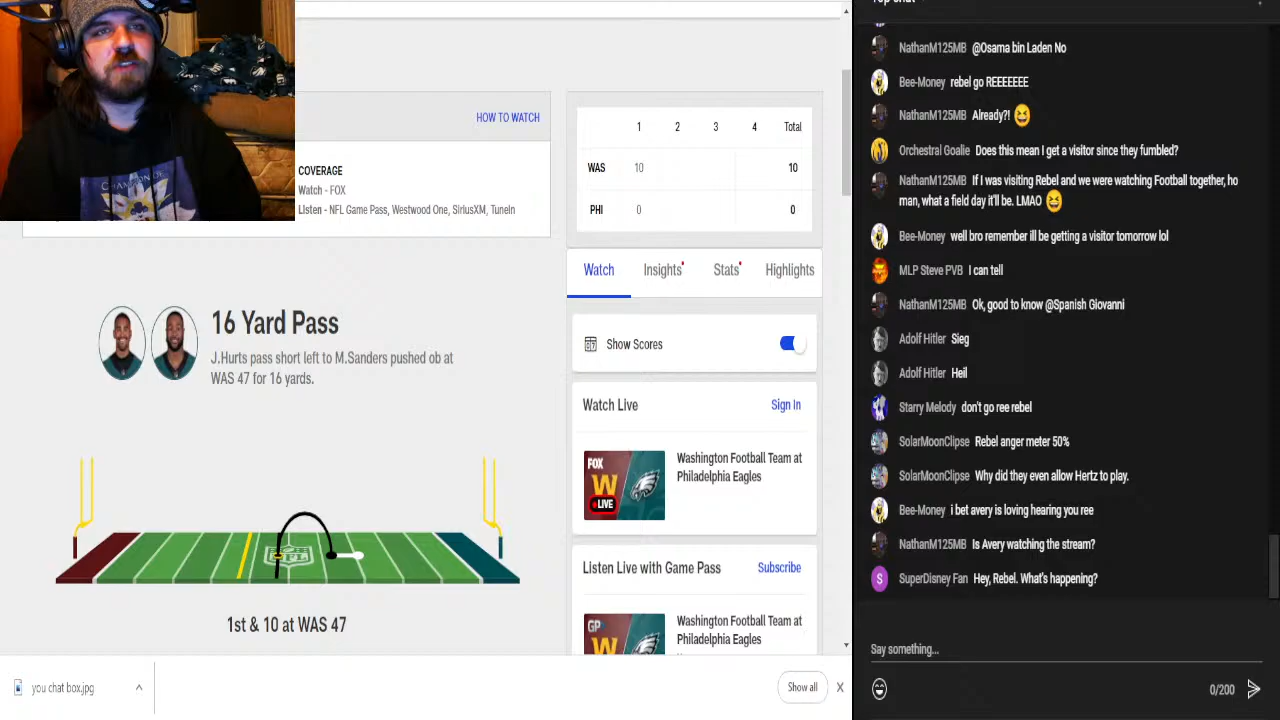 HOW TO WATCH
COVERAGE
Watch - FOX
Listen - NFL Game Pass, Westwood One, SiriusXM, TuneIn
1 2 3 4 Total
WAS 10 10
PHI 0 0
Watch Insights Stats Highlights
16 Yard Pass
J.Hurts pass short left to M.Sanders pushed ob at
WAS 47 for 16 yards.
Show Scores
Watch Live Sign In
FOX
W
LIVE
Washington Football Team at
Philadelphia Eagles
NFL
1st & 10 at WAS 47
Listen Live with Game Pass Subscribe
GP
W
Washington Football Team at
Philadelphia Eagles
you chat box.jpg
Show all X
NathanM125MB @Osama bin Laden No
Bee-Money rebel go REEEEEEE
NathanM125MB Already?!
Orchestral Goalie Does this mean I get a visitor since they fumbled?
NathanM125MB If I was visiting Rebel and we were watching Football together, ho
man, what a field day it'll be. LMAO
Bee-Money well bro remember ill be getting a visitor tomorrow lol
MLP Steve PVB I can tell
NathanM125MB Ok, good to know @Spanish Giovanni
Adolf Hitler Sieg
Adolf Hitler Heil
Starry Melody don't go ree rebel
SolarMoonClipse Rebel anger meter 50%
SolarMoonClipse Why did they even allow Hertz to play.
Bee-Money i bet avery is loving hearing you ree
NathanM125MB Is Avery watching the stream?
S SuperDisney Fan Hey, Rebel. What's happening?
Say something...
0/200